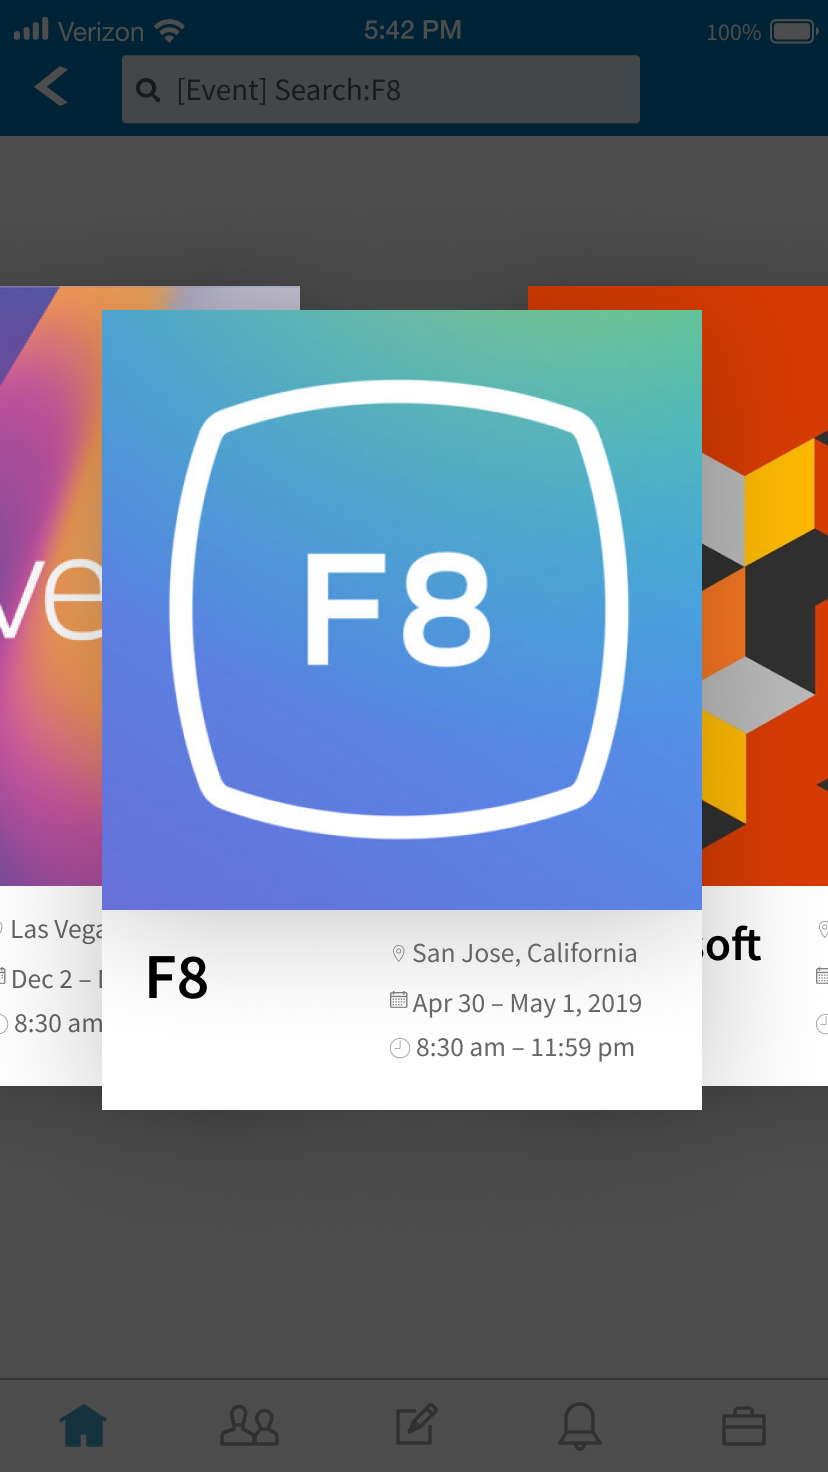 Verizon 5:42 PM 100%
[Event] Search:F8
ve
F8
Las Vega
Dec 2 –
8:30 am
F8
San Jose, California
Apr 30 – May 1, 2019
8:30 am – 11:59 pm
soft